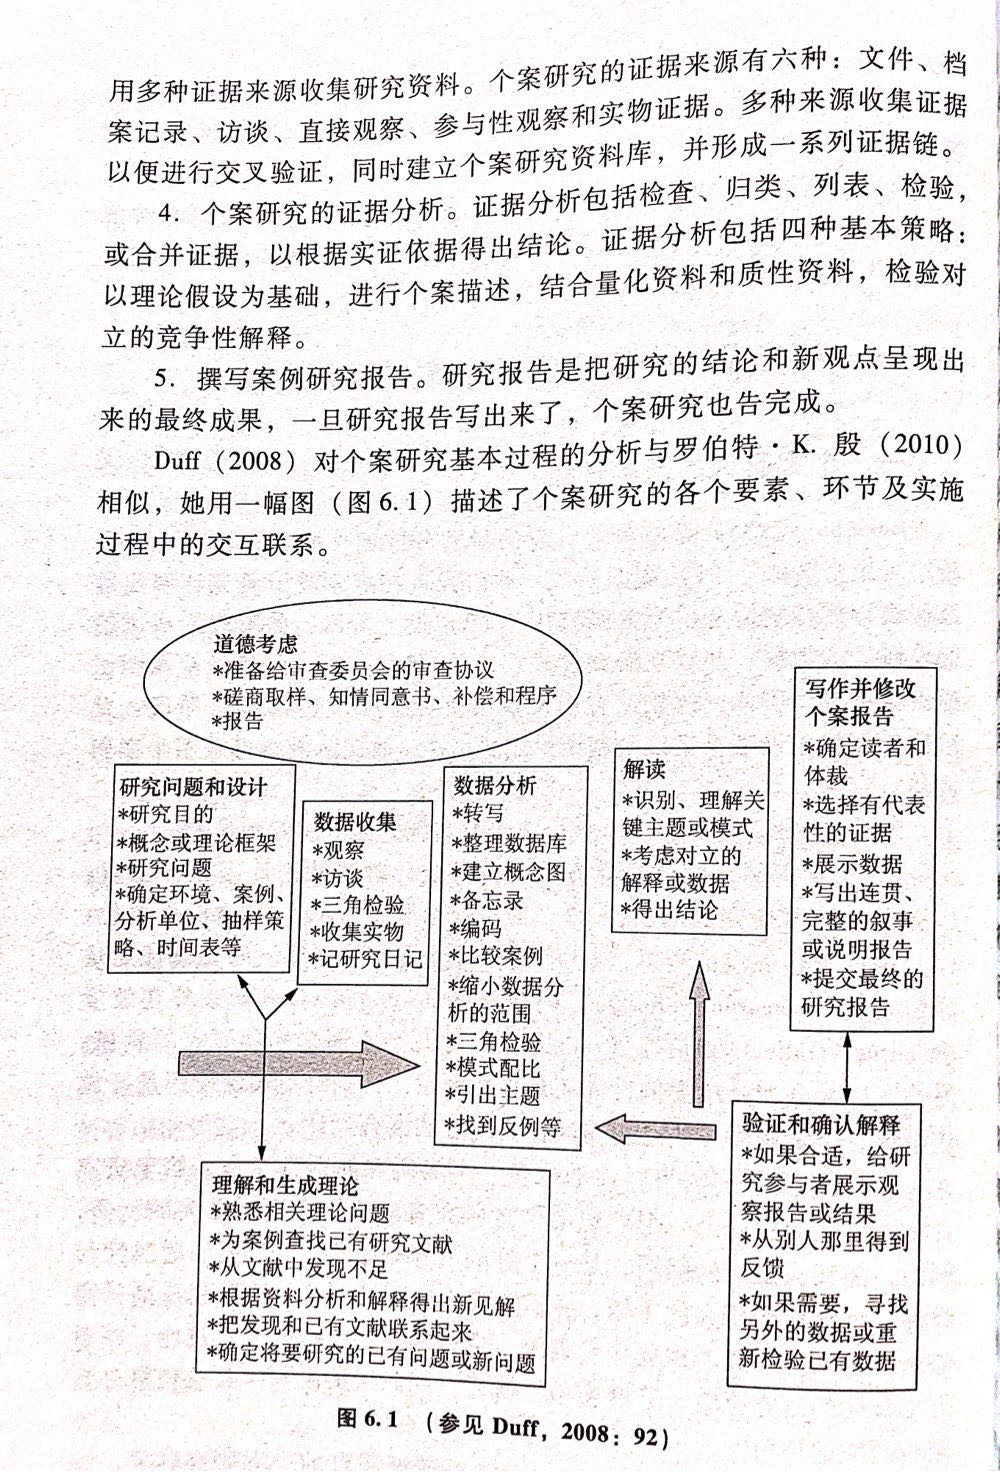 用多种证据来源收集研究资料。个案研究的证据来源有六种：文件、档
案记录、访谈、直接观察、参与性观察和实物证据。多种来源收集证据
以便进行交叉验证，同时建立个案研究资料库，并形成一系列证据链。
4. 个案研究的证据分析。证据分析包括检查、归类、列表、检验，
或合并证据，以根据实证依据得出结论。证据分析包括四种基本策略：
以理论假设为基础，进行个案描述，结合量化资料和质性资料，检验对
立的竞争性解释。
5. 撰写案例研究报告。研究报告是把研究的结论和新观点呈现出
来的最终成果，一旦研究报告写出来了，个案研究也告完成。
Duff（2008）对个案研究基本过程的分析与罗伯特·K. 殷（2010）
相似，她用一幅图（图 6.1）描述了个案研究的各个要素、环节及实施
过程中的交互联系。
道德考虑
*准备给审查委员会的审查协议
*磋商取样、知情同意书、补偿和程序
*报告
研究问题和设计
*研究目的
*概念或理论框架
*研究问题
*确定环境、案例、
分析单位、抽样策
略、时间表等
数据收集
*观察
*访谈
*三角检验
*收集实物
*记研究日记
数据分析
*转写
*整理数据库
*建立概念图
*备忘录
*编码
*比较案例
*缩小数据分
析的范围
*三角检验
*模式配比
*引出主题
*找到反例等
解读
*识别、理解关
键主题或模式
*考虑对立的
解释或数据
*得出结论
写作并修改
个案报告
*确定读者和
体裁
*选择有代表
性的证据
*展示数据
*写出连贯、
完整的叙事
或说明报告
*提交最终的
研究报告
理解和生成理论
*熟悉相关理论问题
*为案例查找已有研究文献
*从文献中发现不足
*根据资料分析和解释得出新见解
*把发现和已有文献联系起来
*确定将要研究的已有问题或新问题
验证和确认解释
*如果合适，给研
究参与者展示观
察报告或结果
*从别人那里得到
反馈
*如果需要，寻找
另外的数据或重
新检验已有数据
图 6.1 （参见 Duff，2008：92）